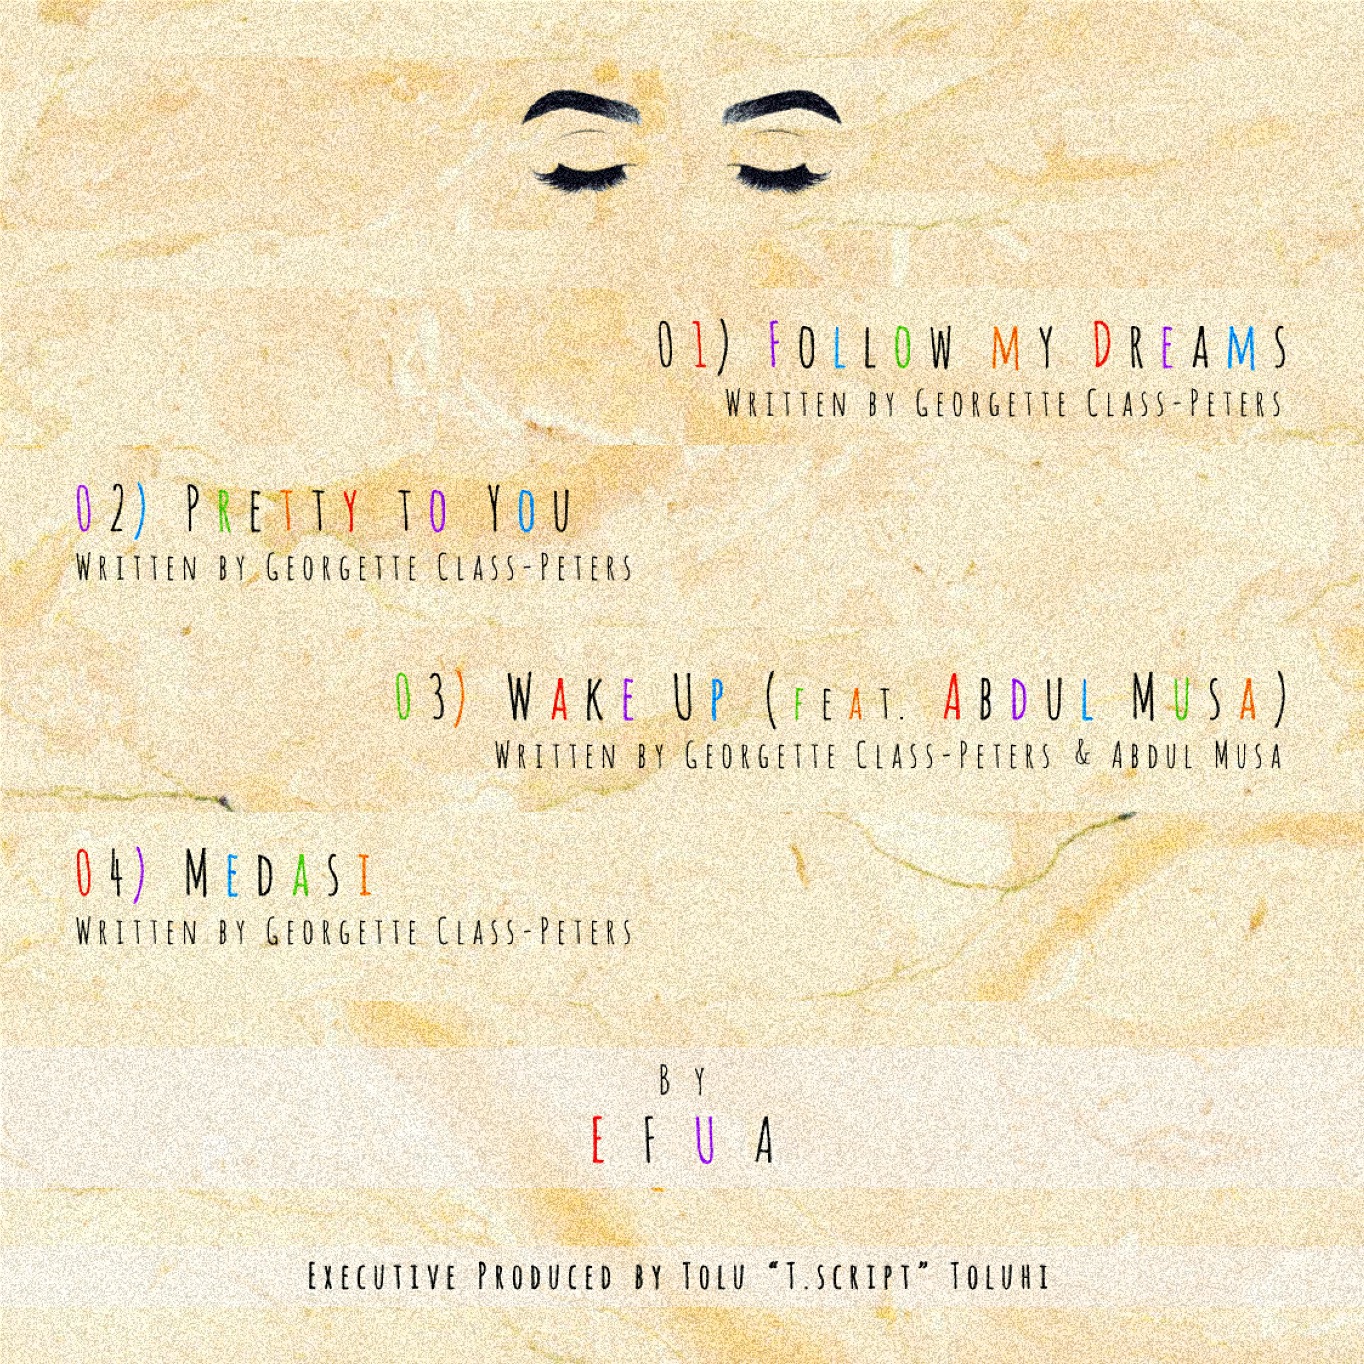 01) Follow my Dreams
Written by Georgette Class-Peters
02) Pretty to You
Written by Georgette Class-Peters
03) Wake Up (feat. Abdul Musa)
Written by Georgette Class-Peters & Abdul Musa
04) Medasi
Written by Georgette Class-Peters
By
EFUA
Executive Produced by Tolu “T.script” Toluhi